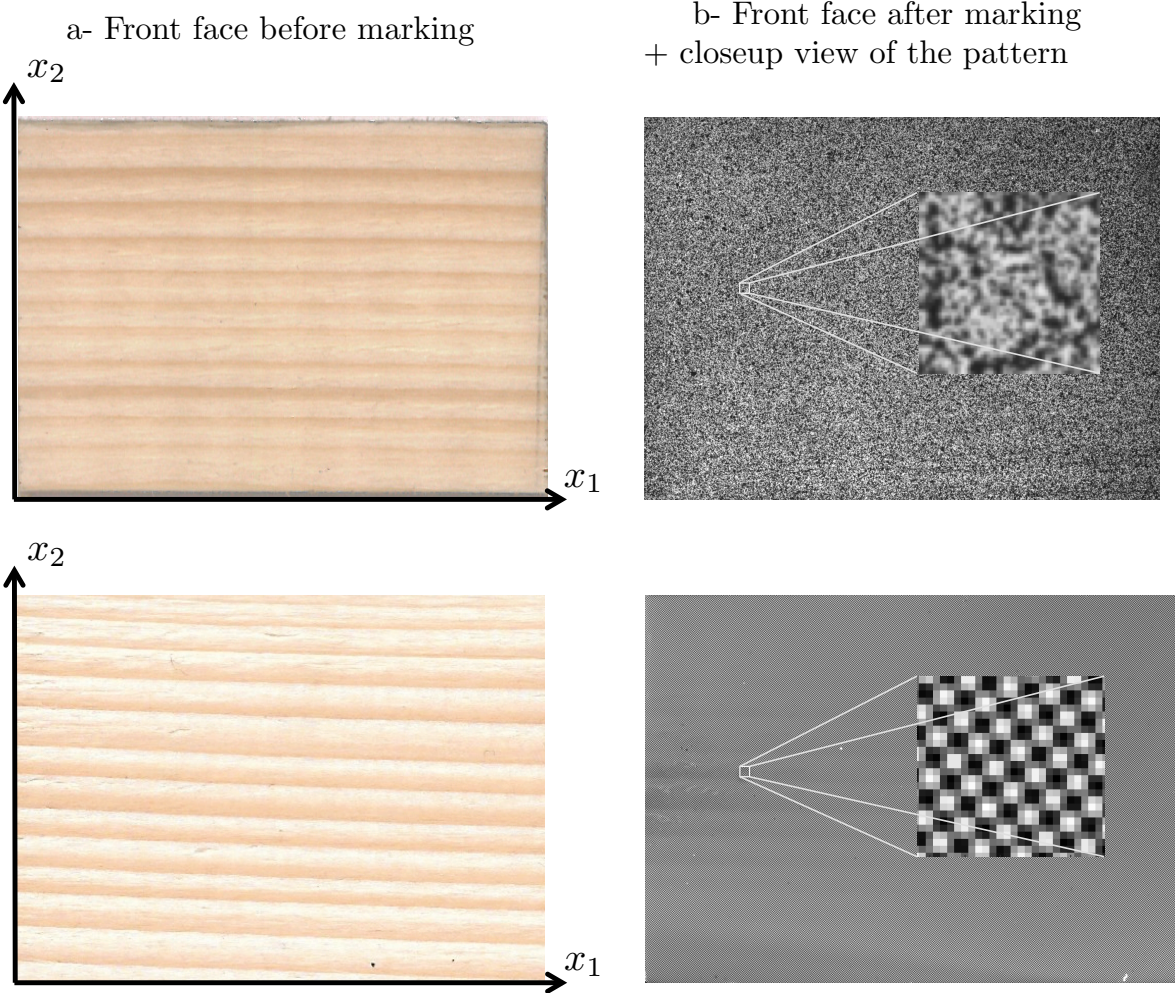 a- Front face before marking
b- Front face after marking
+ closeup view of the pattern
x₂
x₁
x₂
x₁